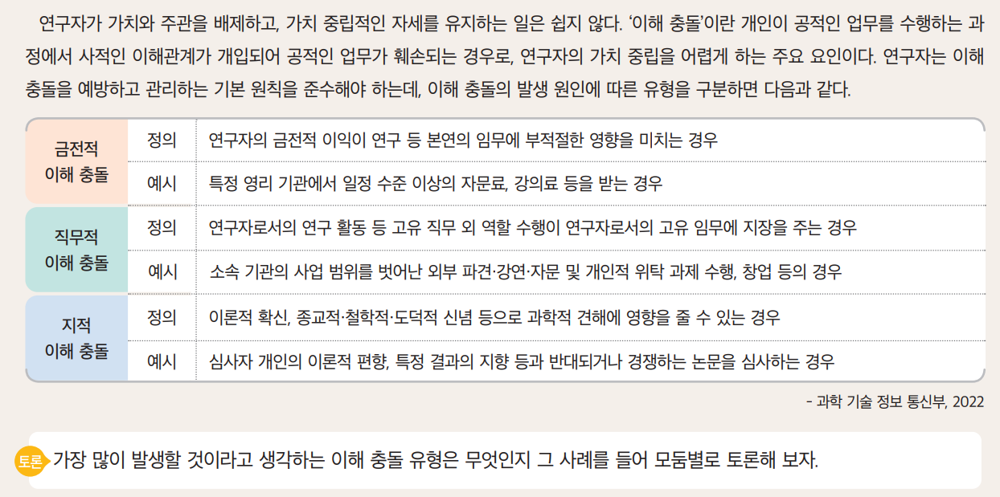 연구자가 가치와 주관을 배제하고, 가치 중립적인 자세를 유지하는 일은 쉽지 않다. ‘이해 충돌’이란 개인이 공적인 업무를 수행하는 과
정에서 사적인 이해관계가 개입되어 공적인 업무가 훼손되는 경우로, 연구자의 가치 중립을 어렵게 하는 주요 요인이다. 연구자는 이해
충돌을 예방하고 관리하는 기본 원칙을 준수해야 하는데, 이해 충돌의 발생 원인에 따른 유형을 구분하면 다음과 같다.
금전적
이해 충돌
정의 연구자의 금전적 이익이 연구 등 본연의 임무에 부적절한 영향을 미치는 경우
예시 특정 영리 기관에서 일정 수준 이상의 자문료, 강의료 등을 받는 경우
직무적
이해 충돌
정의 연구자로서의 연구 활동 등 고유 직무 외 역할 수행이 연구자로서의 고유 임무에 지장을 주는 경우
예시 소속 기관의 사업 범위를 벗어난 외부 파견·강연·자문 및 개인적 위탁 과제 수행, 창업 등의 경우
지적
이해 충돌
정의 이론적 확신, 종교적·철학적·도덕적 신념 등으로 과학적 견해에 영향을 줄 수 있는 경우
예시 심사자 개인의 이론적 편향, 특정 결과의 지향 등과 반대되거나 경쟁하는 논문을 심사하는 경우
- 과학 기술 정보 통신부, 2022
토론 가장 많이 발생할 것이라고 생각하는 이해 충돌 유형은 무엇인지 그 사례를 들어 모둠별로 토론해 보자.